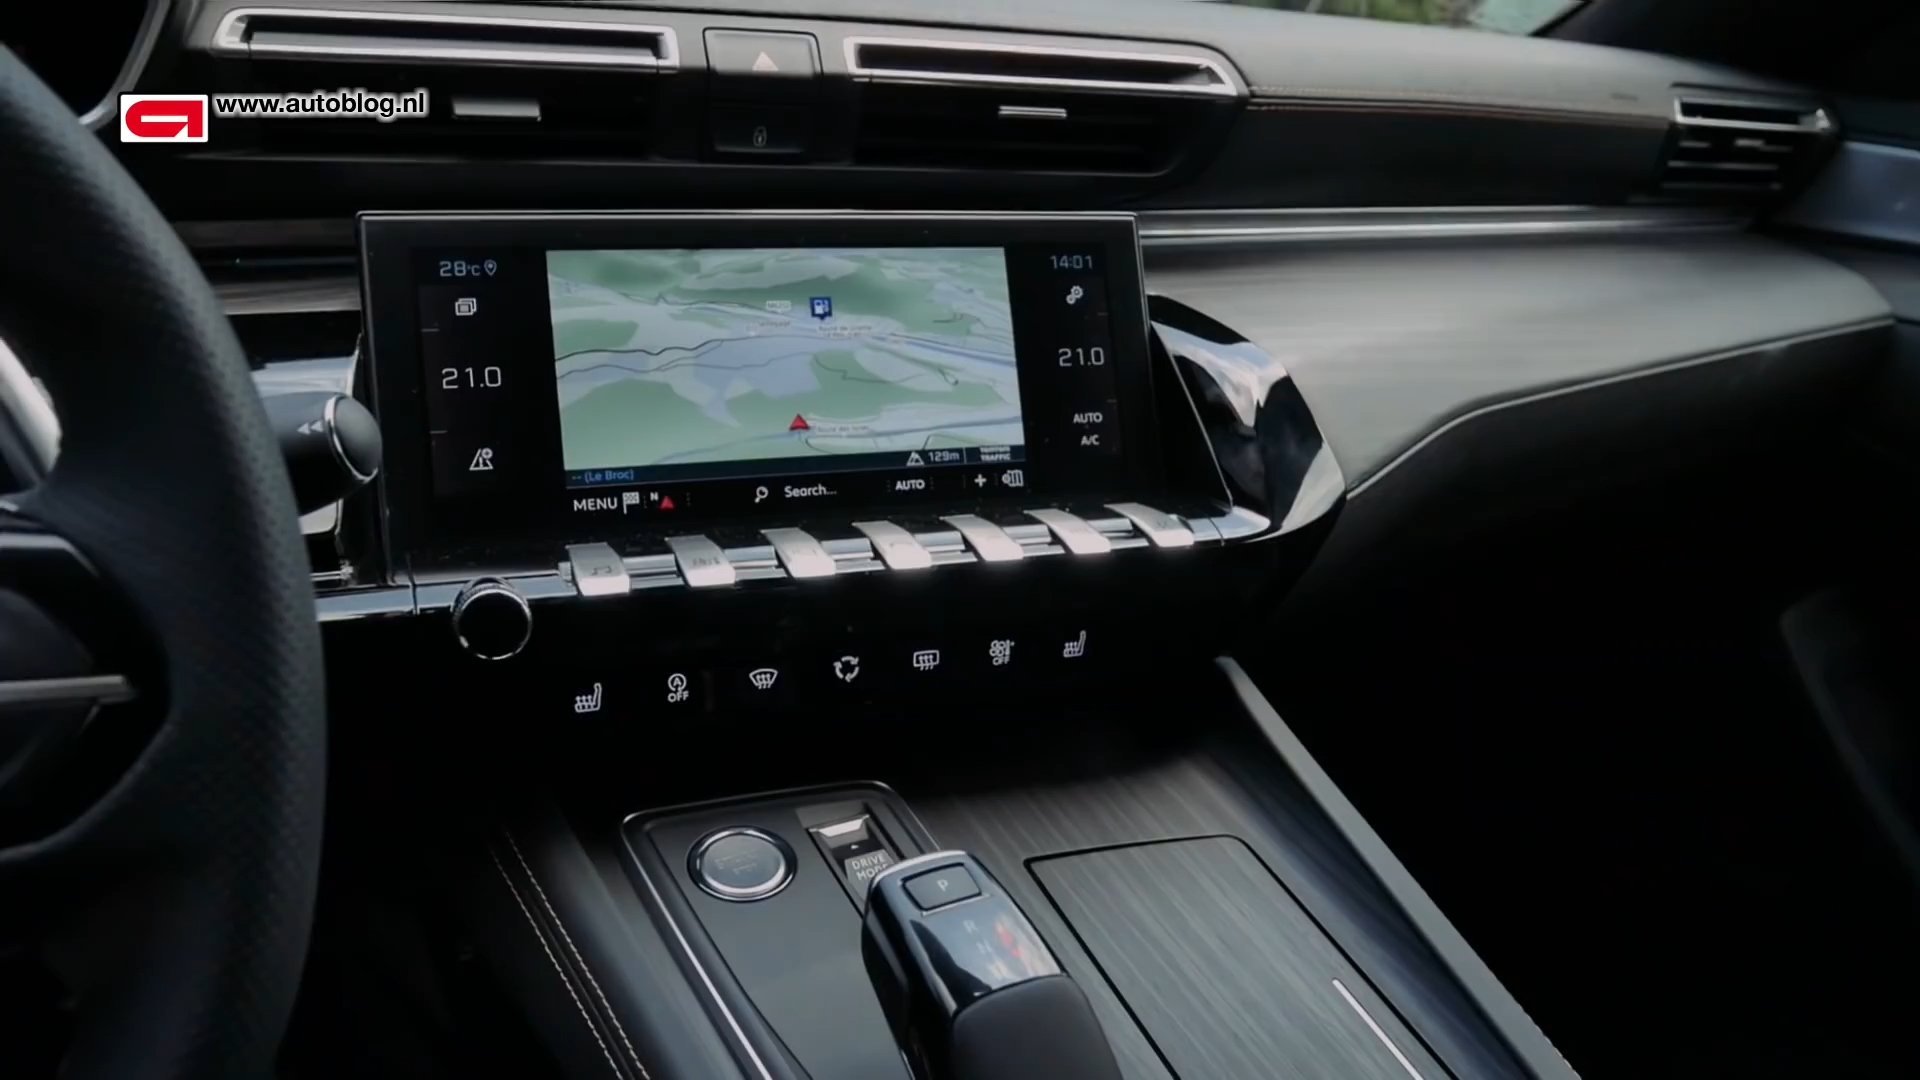 www.autoblog.nl
28°C
14:01
21.0
21.0
AUTO
A/C
129m
TRAFFIC
-- (Le Broc)
MENU
N
Search...
AUTO
+
A
OFF
OFF
DRIVE
MODE
P
R
N